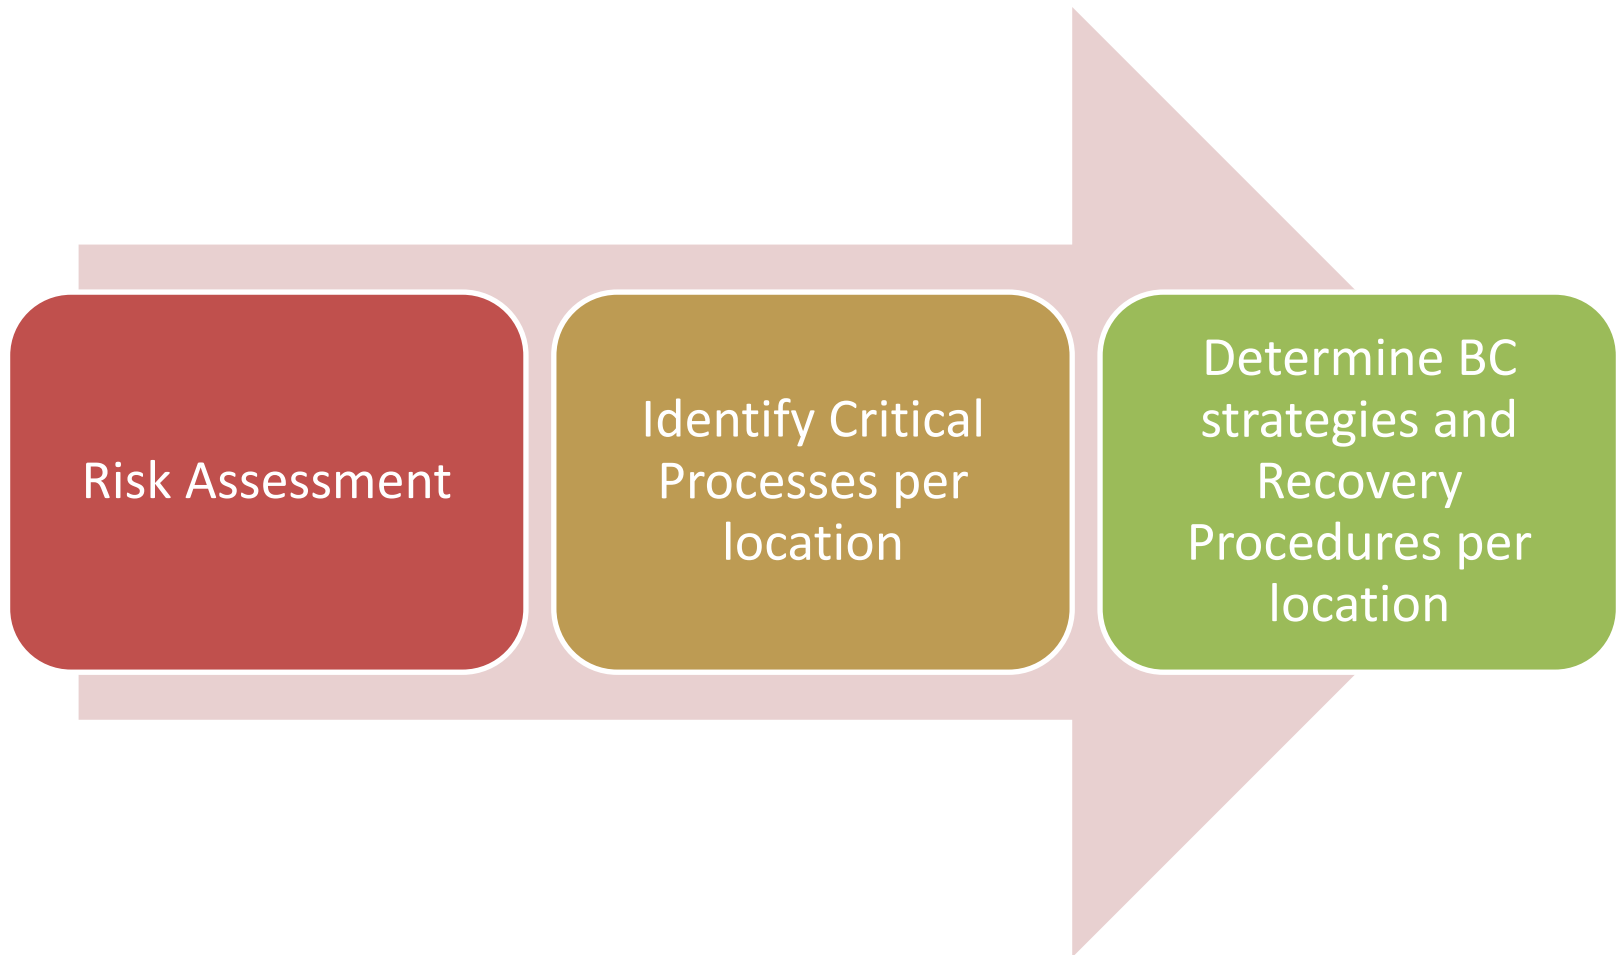 Risk Assessment
Identify Critical
Processes per
location
Determine BC
strategies and
Recovery
Procedures per
location